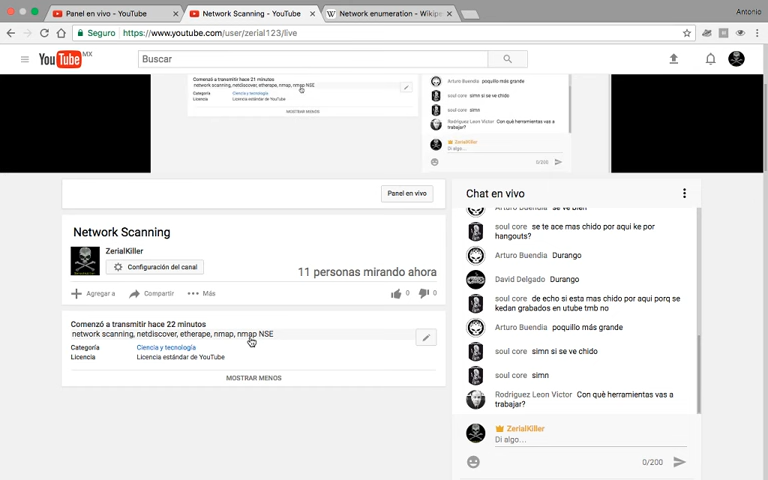 Panel en vivo - YouTube
Network Scanning - YouTube
Network enumeration - Wikipe
Antonio
Seguro
https://www.youtube.com/user/zerial123/live
YouTube MX
Buscar
Comenzó a transmitir hace 21 minutos
network scanning, netdiscover, etherape, nmap, nmap NSE
Categoría Ciencia y tecnología
Licencia Licencia estándar de YouTube
MOSTRAR MENOS
Arturo Buendia poquillo más grande
soul core simn si se ve chido
soul core simn
Rodríguez Leon Victor Con què herramientas vas a
trabajar?
ZerialKiller
Di algo...
0/200
Panel en vivo
Network Scanning
ZerialKiller
Configuración del canal
11 personas mirando ahora
Agregar a
Compartir
Más
0
0
Comenzó a transmitir hace 22 minutos
network scanning, netdiscover, etherape, nmap, nmap NSE
Categoría Ciencia y tecnología
Licencia Licencia estándar de YouTube
MOSTRAR MENOS
Chat en vivo
Arturo Buendia se ve bien
soul core se te ace mas chido por aqui ke por
hangouts?
Arturo Buendia Durango
David Delgado Durango
soul core de echo si esta mas chido por aqui porq se
kedan grabados en utube tmb no
Arturo Buendia poquillo más grande
soul core simn si se ve chido
soul core simn
Rodríguez Leon Victor Con què herramientas vas a
trabajar?
ZerialKiller
Di algo...
0/200